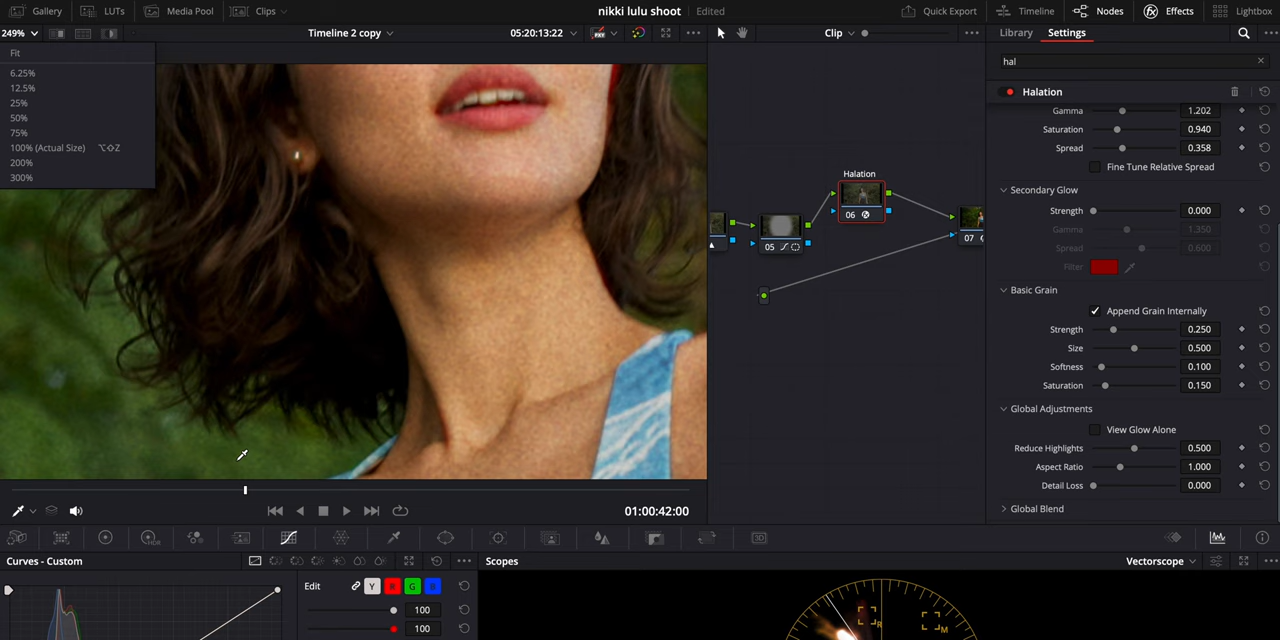 Gallery LUTs Media Pool Clips nikki lulu shoot Edited Quick Export Timeline Nodes Effects Lightbox
249% Timeline 2 copy 05:20:13:22 Clip Library Settings
Fit
6.25%
12.5%
25%
50%
75%
100% (Actual Size) ⌥⇧Z
200%
300%
Halation
06
05
07
hal
Halation
Gamma 1.202
Saturation 0.940
Spread 0.358
Fine Tune Relative Spread
Secondary Glow
Strength 0.000
Gamma 1.350
Spread 0.600
Filter
Basic Grain
Append Grain Internally
Strength 0.250
Size 0.500
Softness 0.100
Saturation 0.150
Global Adjustments
View Glow Alone
Reduce Highlights 0.500
Aspect Ratio 1.000
Detail Loss 0.000
Global Blend
01:00:42:00
HDR
3D
Curves - Custom
Scopes
Vectorscope
Edit Y R G B
100
100
R
M